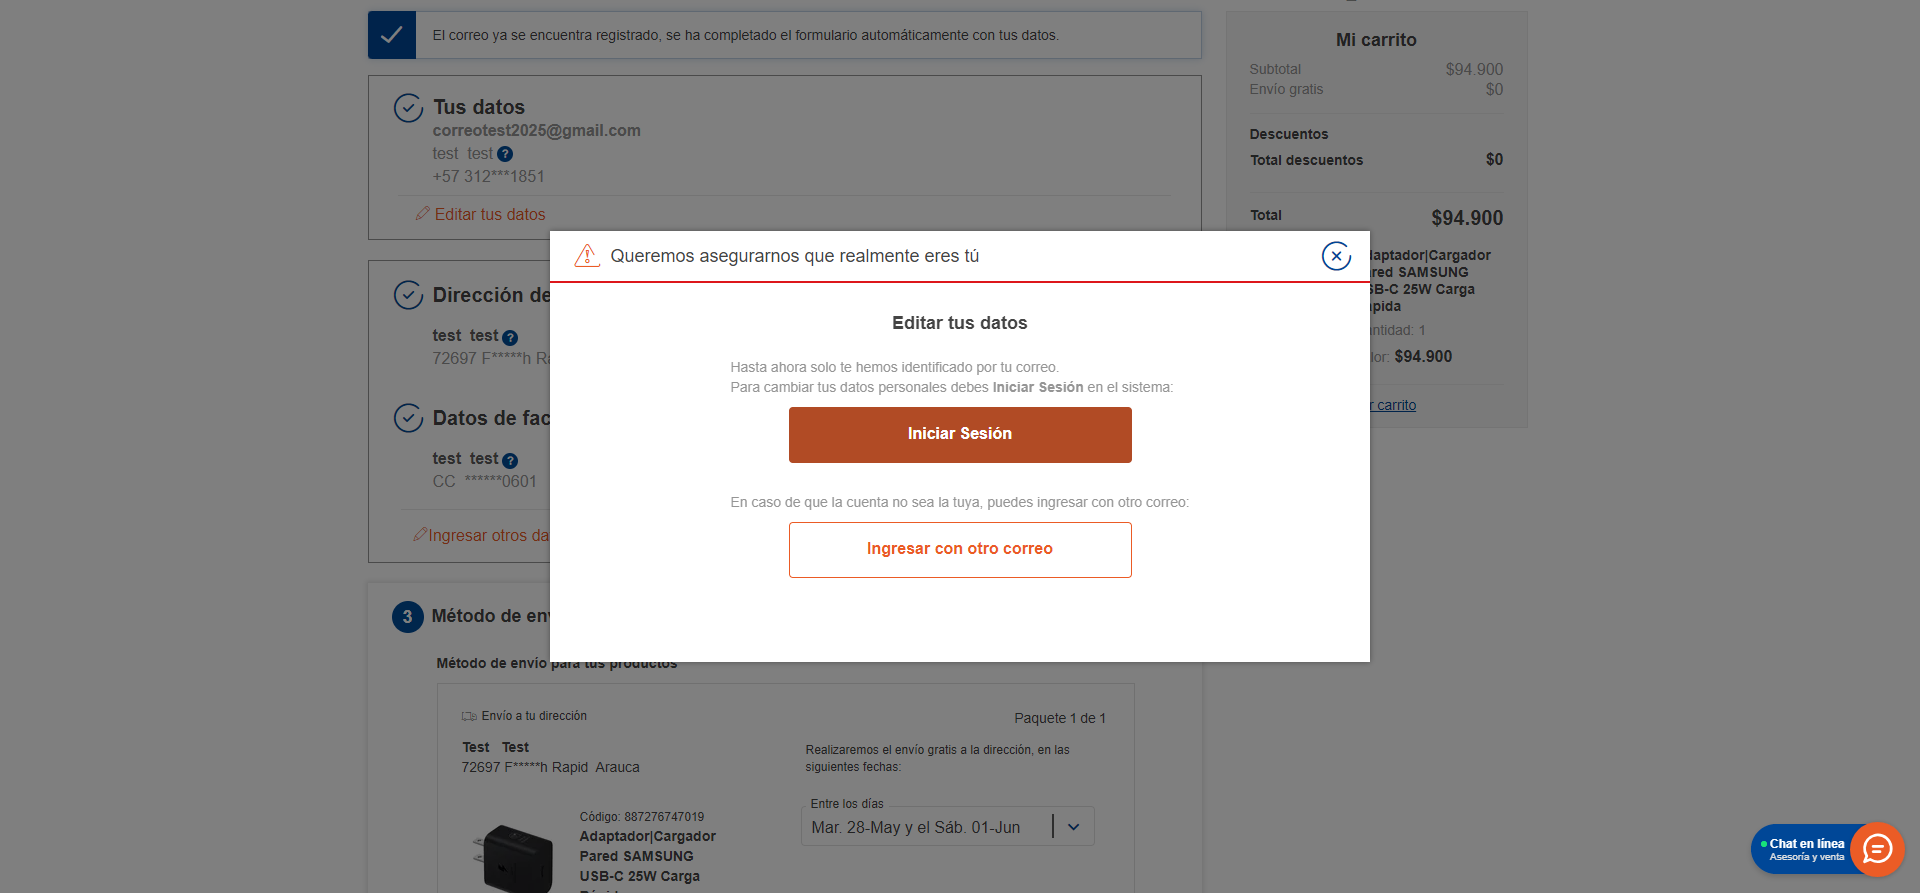 El correo ya se encuentra registrado, se ha completado el formulario automáticamente con tus datos.
Tus datos
correotest2025@gmail.com
test test ?
+57 312***1851
Editar tus datos
Dirección de
test test ?
72697 F*****h Ra
Datos de fac
test test ?
CC ******0601
Ingresar otros da
3 Método de en
Método de envío para tus productos
Envío a tu dirección
Paquete 1 de 1
Test Test
72697 F*****h Rapid Arauca
Realizaremos el envío gratis a la dirección, en las
siguientes fechas:
Entre los días
Mar. 28-May y el Sáb. 01-Jun
Código: 887276747019
Adaptador|Cargador
Pared SAMSUNG
USB-C 25W Carga
Queremos asegurarnos que realmente eres tú
Editar tus datos
Hasta ahora solo te hemos identificado por tu correo.
Para cambiar tus datos personales debes Iniciar Sesión en el sistema:
Iniciar Sesión
En caso de que la cuenta no sea la tuya, puedes ingresar con otro correo:
Ingresar con otro correo
Mi carrito
Subtotal $94.900
Envío gratis $0
Descuentos
Total descuentos $0
Total $94.900
laptador|Cargador
ared SAMSUNG
SB-C 25W Carga
pida
antidad: 1
lor: $94.900
r carrito
Chat en línea
Asesoría y venta